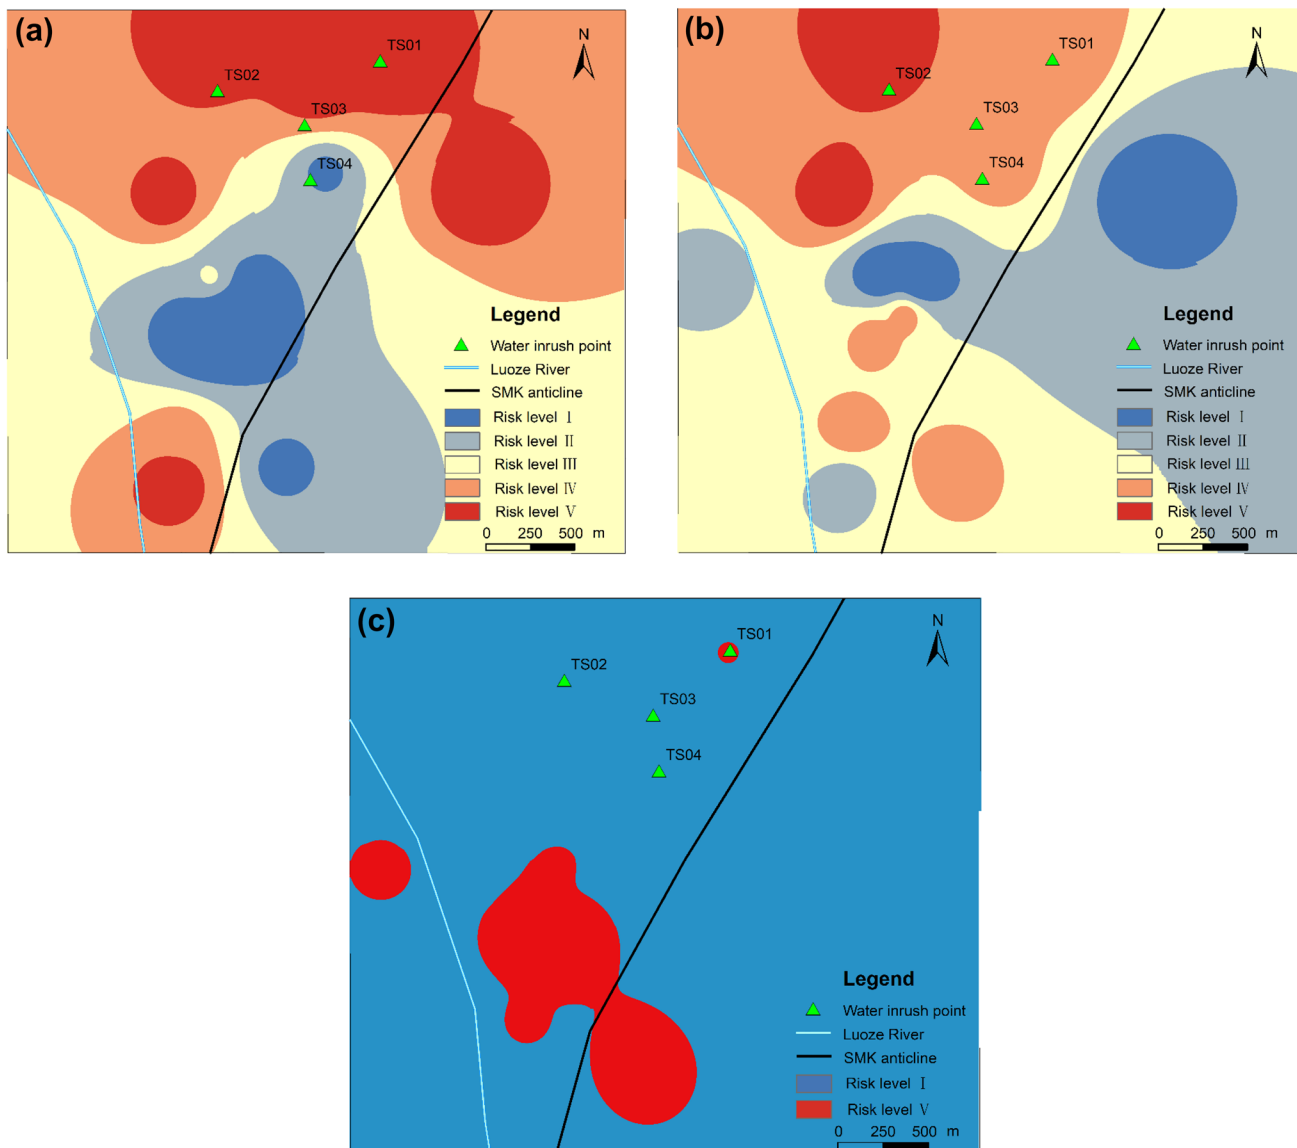 (a)
N
TS01
TS02
TS03
TS04
Legend
Water inrush point
Luoze River
SMK anticline
Risk level Ⅰ
Risk level Ⅱ
Risk level Ⅲ
Risk level Ⅳ
Risk level Ⅴ
0 250 500 m
(b)
N
TS01
TS02
TS03
TS04
Legend
Water inrush point
Luoze River
SMK anticline
Risk level Ⅰ
Risk level Ⅱ
Risk level Ⅲ
Risk level Ⅳ
Risk level Ⅴ
0 250 500 m
(c)
N
TS01
TS02
TS03
TS04
Legend
Water inrush point
Luoze River
SMK anticline
Risk level Ⅰ
Risk level Ⅴ
0 250 500 m